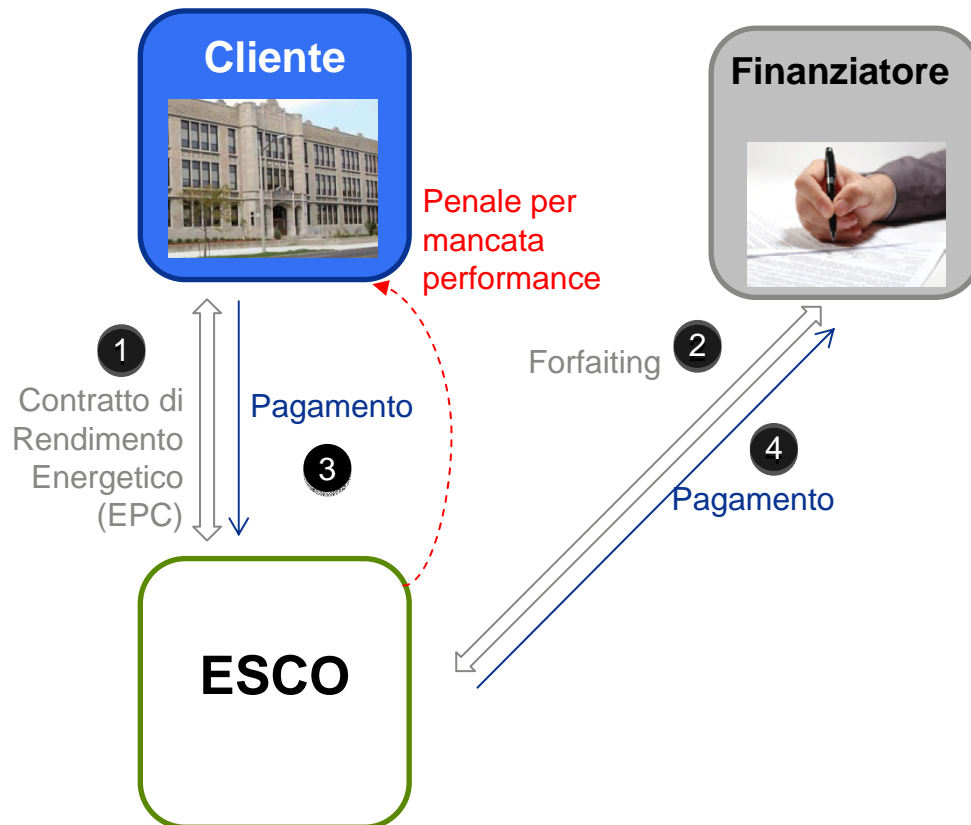 Cliente
Finanziatore
Penale per
mancata
performance
1
Contratto di
Rendimento
Energetico
(EPC)
Pagamento
3
Forfaiting
2
4
Pagamento
ESCO